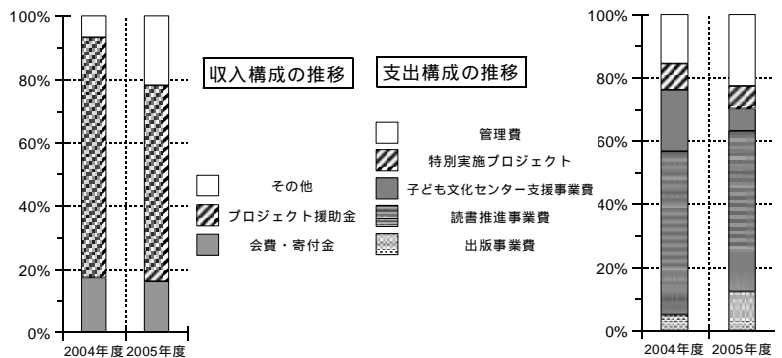 100%
80%
60%
40%
20%
0%
2004年度
2005年度
収入構成の推移
その他
プロジェクト援助金
会費・寄付金
支出構成の推移
管理費
特別実施プロジェクト
子ども文化センター支援事業費
読書推進事業費
出版事業費
100%
80%
60%
40%
20%
0%
2004年度
2005年度